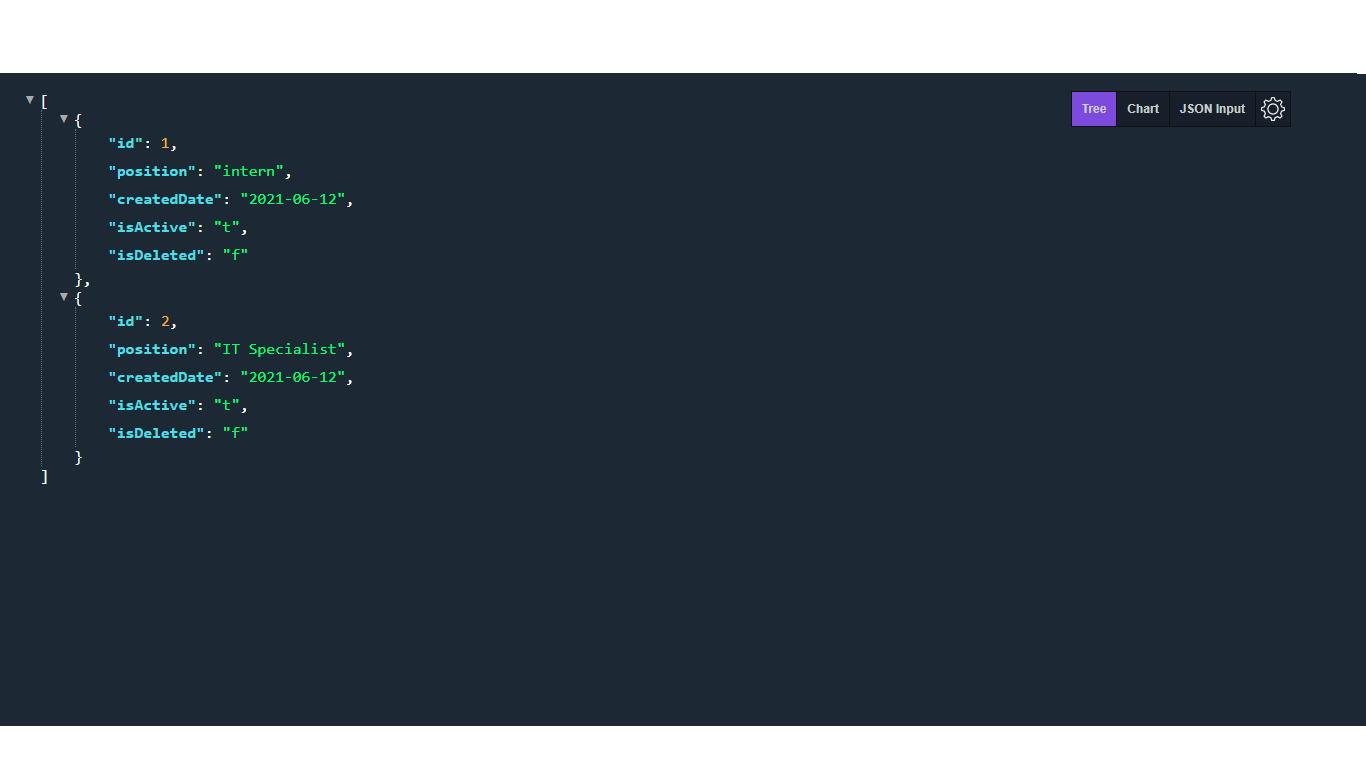 [
Tree Chart JSON Input
{
"id": 1,
"position": "intern",
"createdDate": "2021-06-12",
"isActive": "t",
"isDeleted": "f"
},
{
"id": 2,
"position": "IT Specialist",
"createdDate": "2021-06-12",
"isActive": "t",
"isDeleted": "f"
}
]